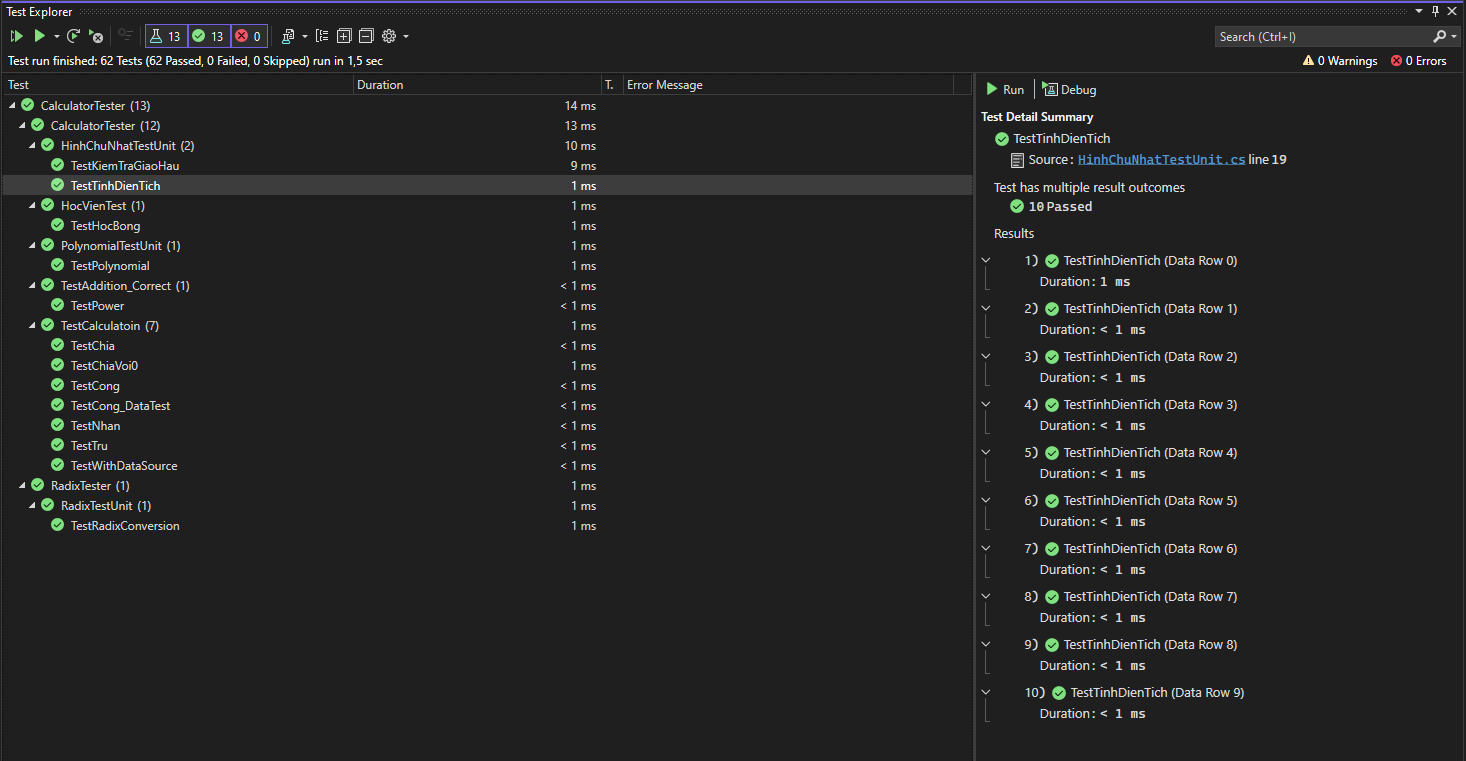 Test Explorer
13 13 0
Search (Ctrl+I)
Test run finished: 62 Tests (62 Passed, 0 Failed, 0 Skipped) run in 1,5 sec
0 Warnings 0 Errors
Test Duration T. Error Message
CalculatorTester (13) 14 ms
CalculatorTester (12) 13 ms
HinhChuNhatTestUnit (2) 10 ms
TestKiemTraGiaoHau 9 ms
TestTinhDienTich 1 ms
HocVienTest (1) 1 ms
TestHocBong 1 ms
PolynomialTestUnit (1) 1 ms
TestPolynomial 1 ms
TestAddition_Correct (1) < 1 ms
TestPower < 1 ms
TestCalculatoin (7) 1 ms
TestChia < 1 ms
TestChiaVoi0 1 ms
TestCong < 1 ms
TestCong_DataTest < 1 ms
TestNhan < 1 ms
TestTru < 1 ms
TestWithDataSource < 1 ms
RadixTester (1) 1 ms
RadixTestUnit (1) 1 ms
TestRadixConversion 1 ms
Run Debug
Test Detail Summary
TestTinhDienTich
Source: HinhChuNhatTestUnit.cs line 19
Test has multiple result outcomes
10 Passed
Results
1) TestTinhDienTich (Data Row 0)
Duration: 1 ms
2) TestTinhDienTich (Data Row 1)
Duration: < 1 ms
3) TestTinhDienTich (Data Row 2)
Duration: < 1 ms
4) TestTinhDienTich (Data Row 3)
Duration: < 1 ms
5) TestTinhDienTich (Data Row 4)
Duration: < 1 ms
6) TestTinhDienTich (Data Row 5)
Duration: < 1 ms
7) TestTinhDienTich (Data Row 6)
Duration: < 1 ms
8) TestTinhDienTich (Data Row 7)
Duration: < 1 ms
9) TestTinhDienTich (Data Row 8)
Duration: < 1 ms
10) TestTinhDienTich (Data Row 9)
Duration: < 1 ms